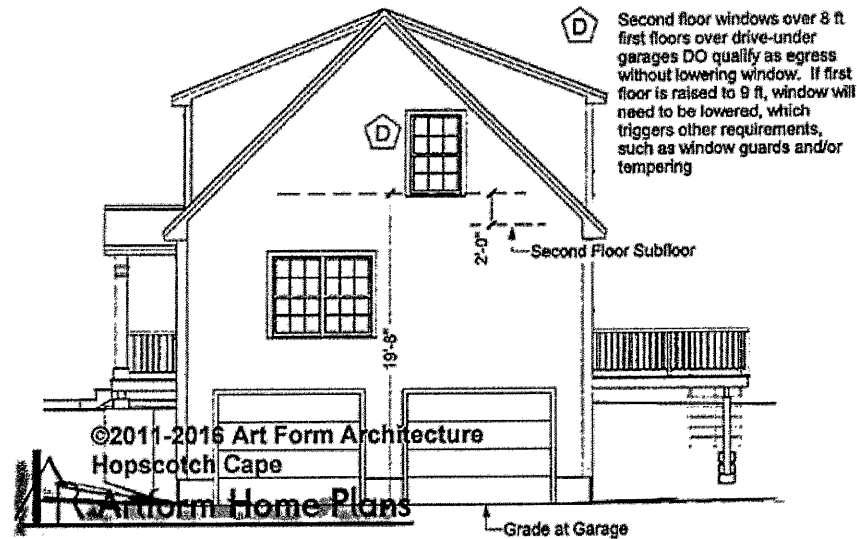 D
Second floor windows over 8 ft
first floors over drive-under
garages DO qualify as egress
without lowering window. If first
floor is raised to 9 ft, window will
need to be lowered, which
triggers other requirements,
such as window guards and/or
tempering
D
2'-0"
Second Floor Subfloor
19'-8"
©2011-2016 Art Form Architecture
Hopscotch Cape
Artform Home Plans
Grade at Garage